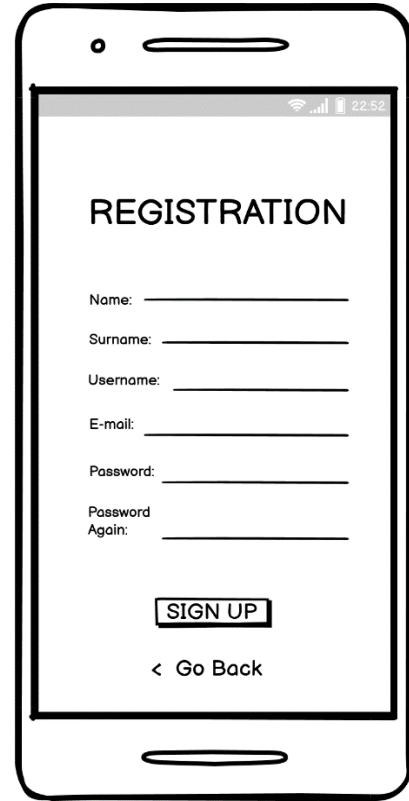 22:52
REGISTRATION
Name:
Surname:
Username:
E-mail:
Password:
Password
Again:
SIGN UP
< Go Back